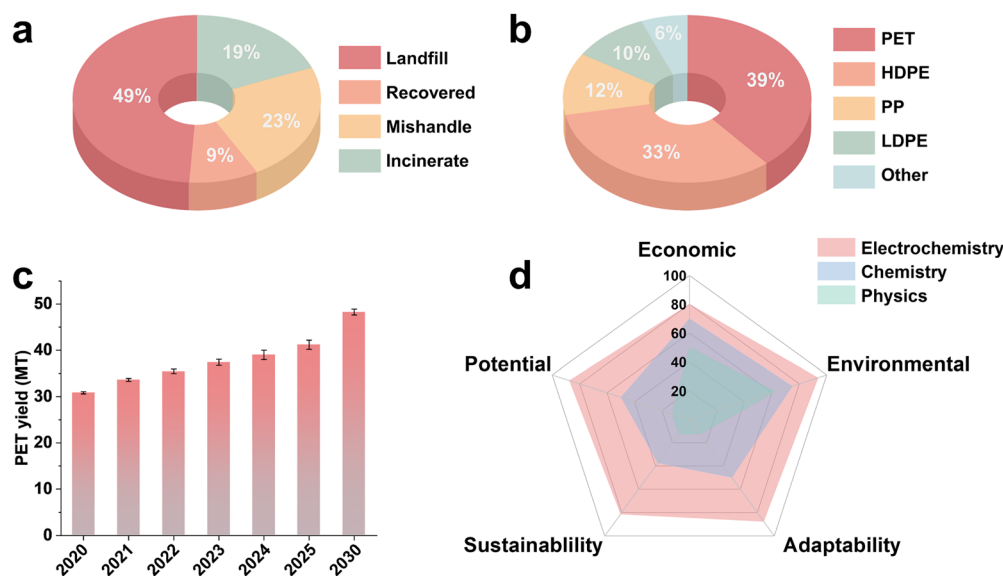 a
19%
49%
23%
9%
Landfill
Recovered
Mishandle
Incinerate
b
6%
10%
39%
12%
33%
PET
HDPE
PP
LDPE
Other
c
PET yield (MT)
50
40
30
20
10
0
2020
2021
2022
2023
2024
2025
2030
d
Electrochemistry
Chemistry
Physics
Economic
100
80
60
40
20
Potential
Environmental
Sustainablility
Adaptability